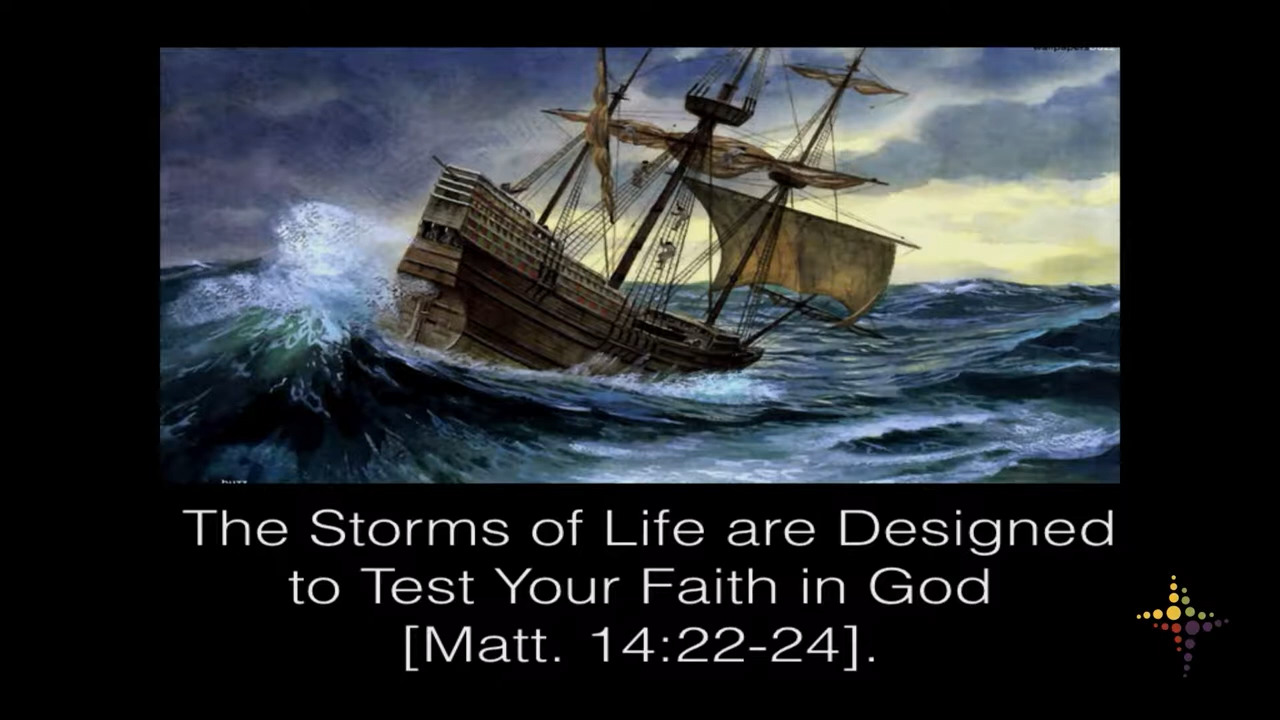 The Storms of Life are Designed
to Test Your Faith in God
[Matt. 14:22-24].